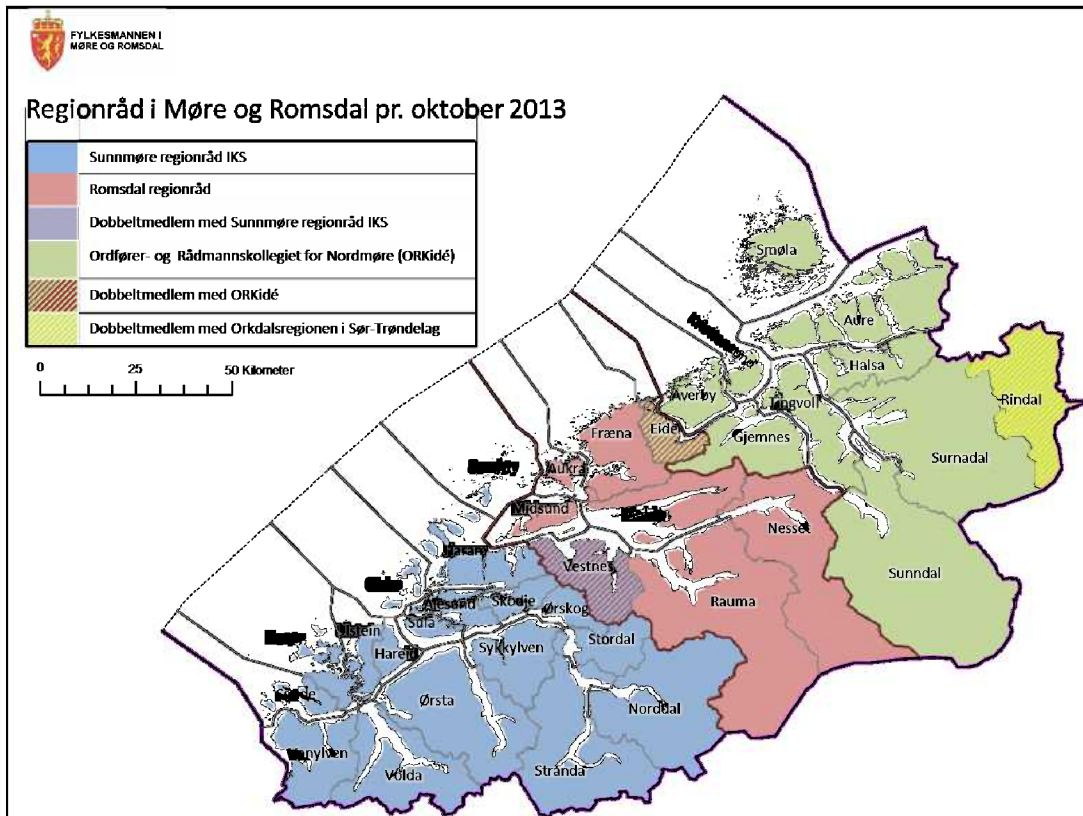 FYLKESMANNEN I
MØRE OG ROMSDAL
Regionråd i Møre og Romsdal pr. oktober 2013
Sunnmøre regionråd IKS
Romsdal regionråd
Dobbeltmedlem med Sunnmøre regionråd IKS
Ordfører- og Rådmannskollegiet for Nordmøre (ORKidé)
Dobbeltmedlem med ORKidé
Dobbeltmedlem med Orkdalsregionen i Sør-Trøndelag
0 25 50 Kilometer
Smøla
Aure
Halsa
Averøy
Tingvoll
Rindal
Eide
Fræna
Gjemnes
Surnadal
Aukra
Midsund
Nesset
Vestnes
Sunndal
Rauma
Ålesund
Skodje
Ørskog
Sula
Stordal
Ulstein
Hareid
Sykkylven
Ørsta
Norddal
Vanylven
Volda
Stranda